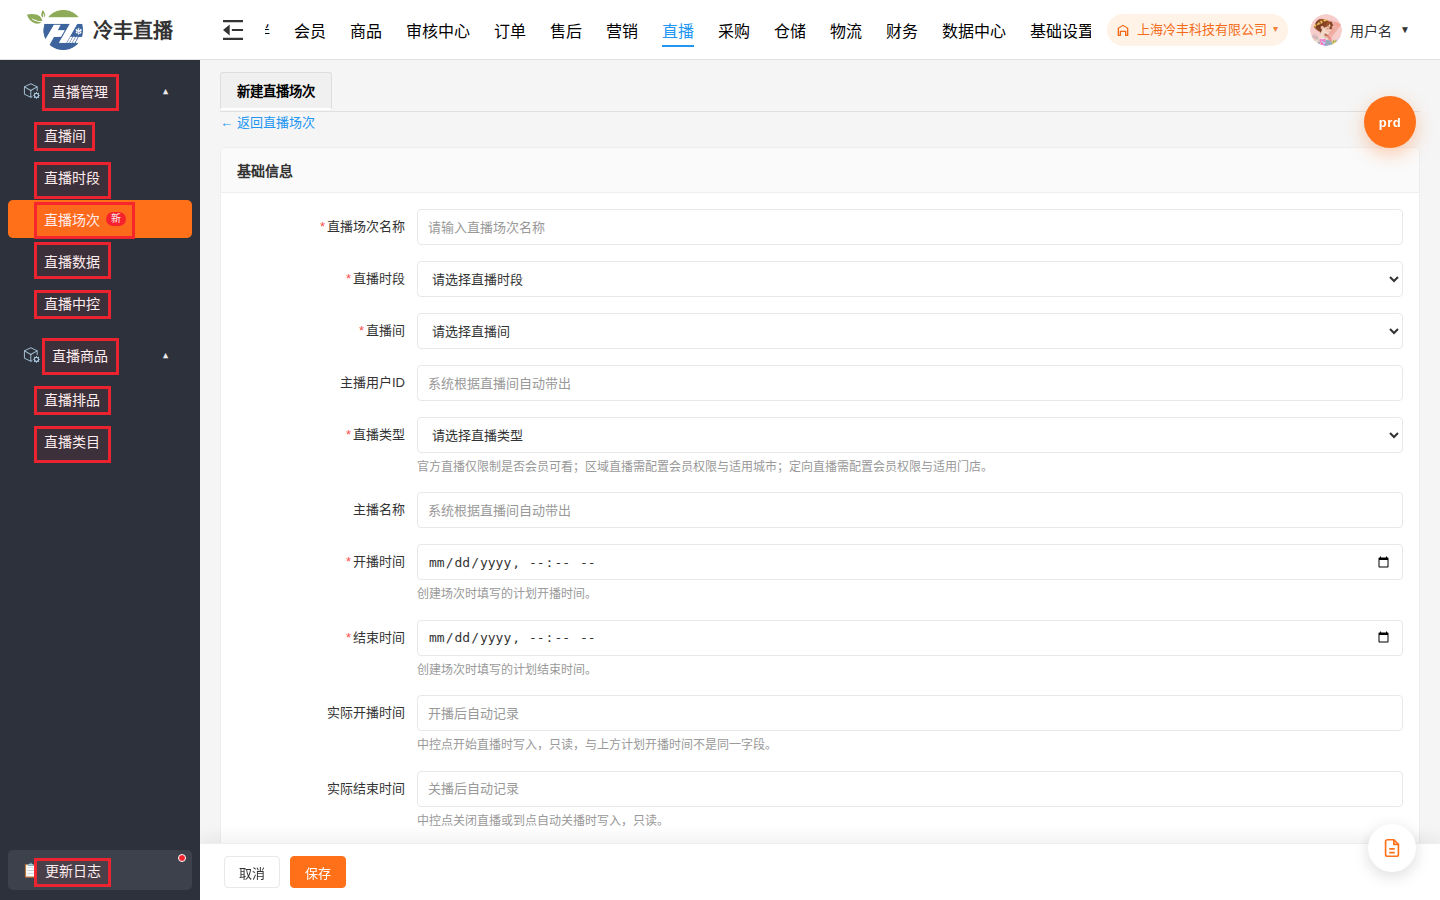 冷丰直播
会员 商品 审核中心 订单 售后 营销 直播 采购 仓储 物流 财务 数据中心 基础设置
上海冷丰科技有限公司 ▾
用户名 ▼
直播管理 ▲
直播间
直播时段
直播场次 新
直播数据
直播中控
直播商品 ▲
直播排品
直播类目
更新日志
新建直播场次
← 返回直播场次
prd
基础信息
*直播场次名称 请输入直播场次名称
*直播时段 请选择直播时段
*直播间 请选择直播间
主播用户ID 系统根据直播间自动带出
*直播类型 请选择直播类型
官方直播仅限制是否会员可看；区域直播需配置会员权限与适用城市；定向直播需配置会员权限与适用门店。
主播名称 系统根据直播间自动带出
*开播时间 mm/dd/yyyy, --:-- --
创建场次时填写的计划开播时间。
*结束时间 mm/dd/yyyy, --:-- --
创建场次时填写的计划结束时间。
实际开播时间 开播后自动记录
中控点开始直播时写入，只读，与上方计划开播时间不是同一字段。
实际结束时间 关播后自动记录
中控点关闭直播或到点自动关播时写入，只读。
取消 保存